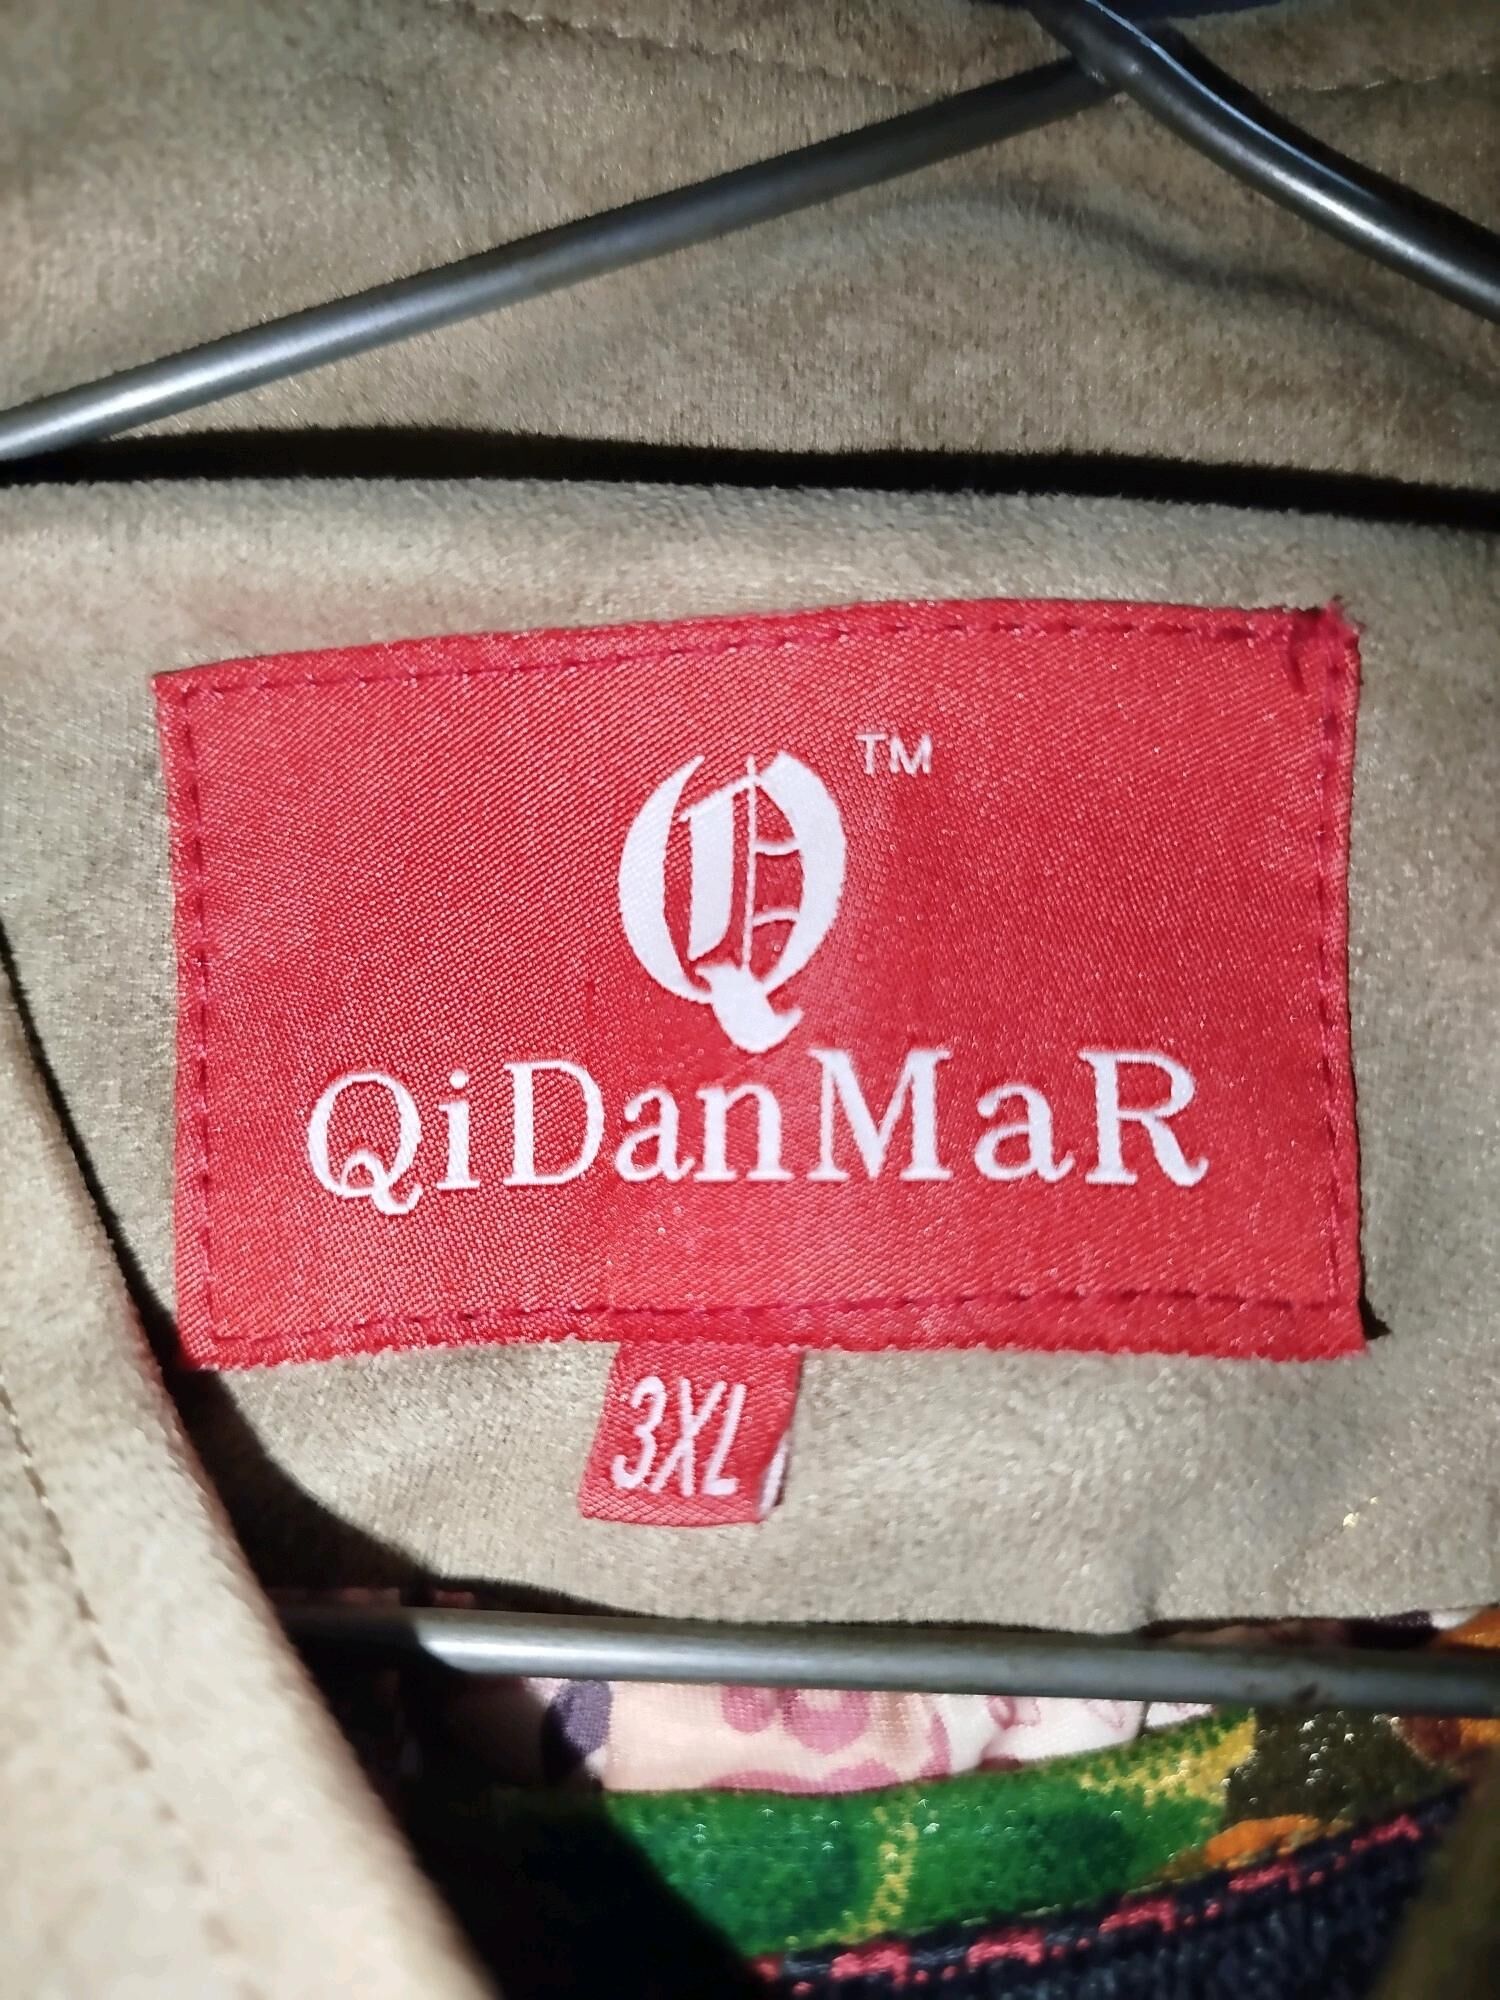 Q ™
QiDanMaR
3XL